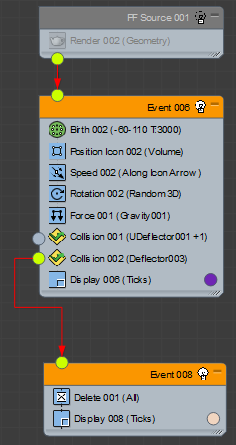 PF Source 001
Render 002 (Geometry)
Event 006
Birth 002 (-60-110 T:3000)
Position Icon 002 (Volume)
Speed 002 (Along Icon Arrow)
Rotation 002 (Random 3D)
Force 001 (Gravity001)
Collision 001 (UDeflector001 +1)
Collision 002 (Deflector003)
Display 006 (Ticks)
Event 008
Delete 001 (All)
Display 008 (Ticks)